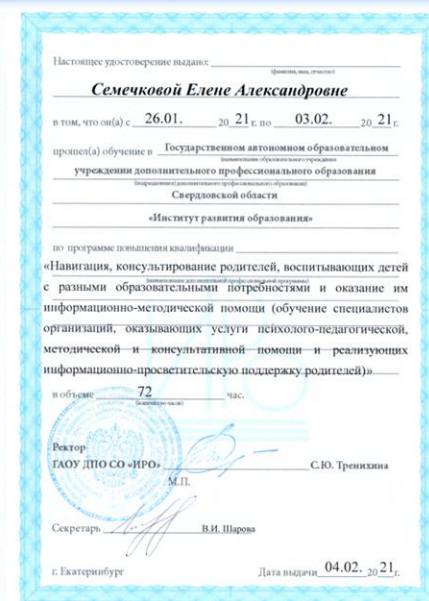 Настоящее удостоверение выдано:
(фамилия, имя, отчество)
Семечковой Елене Александровне
в том, что он(а) с 26.01. 20 21 г. по 03.02. 20 21 г.
прошел(а) обучение в Государственном автономном образовательном
(наименование образовательного учреждения
учреждении дополнительного профессионального образования
(подразделения) дополнительного профессионального образования)
Свердловской области
«Институт развития образования»
по программе повышения квалификации
(наименование дополнительной профессиональной программы)
«Навигация, консультирование родителей, воспитывающих детей
с разными образовательными потребностями и оказание им
информационно-методической помощи (обучение специалистов
организаций, оказывающих услуги психолого-педагогической,
методической и консультативной помощи и реализующих
информационно-просветительскую поддержку родителей)»
в объеме 72 час.
(количество часов)
Ректор
ГАОУ ДПО СО «ИРО» С.Ю. Тренихина
М.П.
Секретарь В.И. Шарова
г. Екатеринбург Дата выдачи 04.02. 20 21 г.